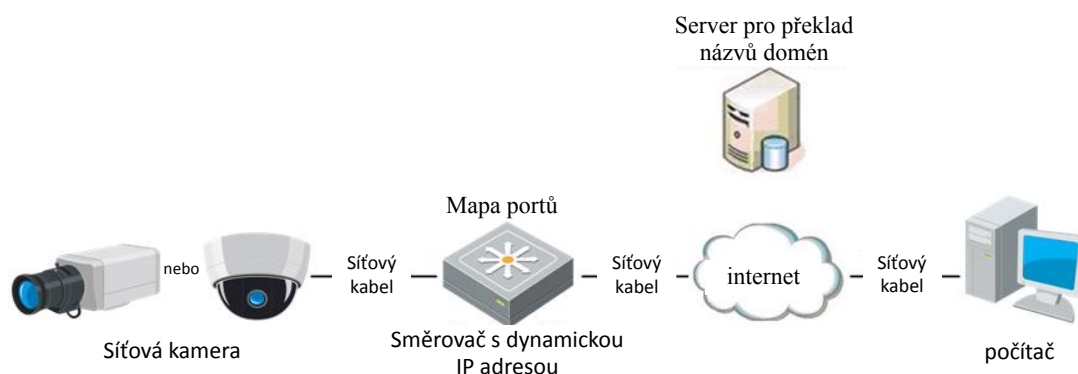 Server pro překlad
názvů domén
Mapa portů
nebo
Síťový
kabel
Síťový
kabel
internet
Síťový
kabel
Síťová kamera
Směrovač s dynamickou
IP adresou
počítač